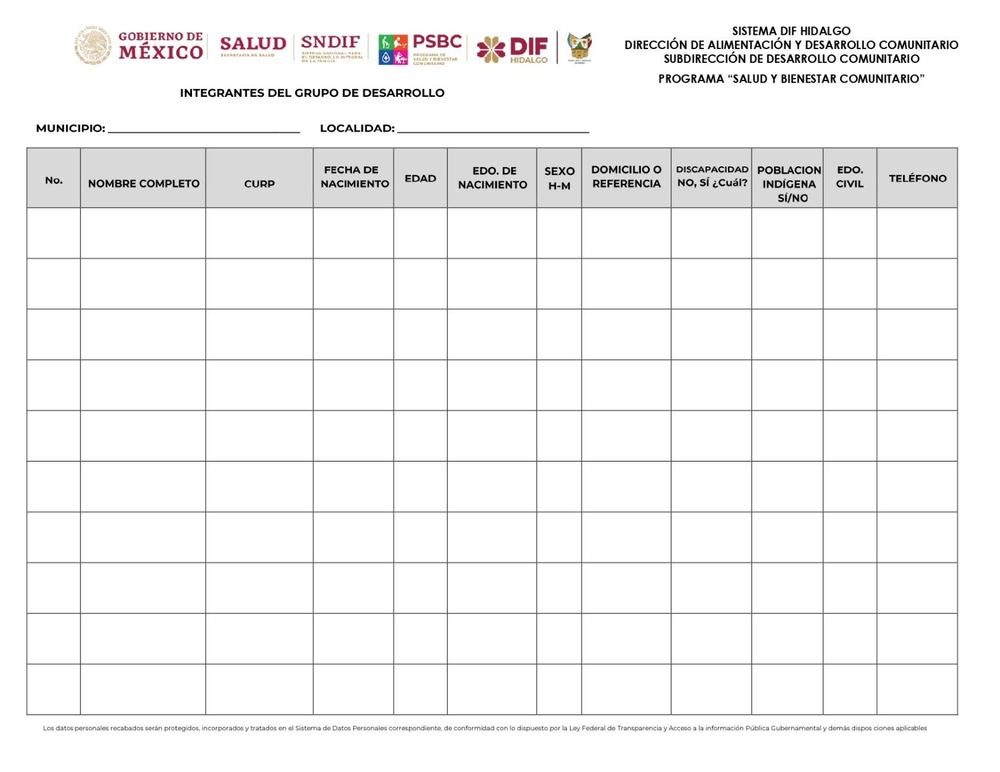 GOBIERNO DE
MÉXICO
SALUD
SECRETARÍA DE SALUD
SNDIF
SISTEMA NACIONAL PARA
EL DESARROLLO INTEGRAL
DE LA FAMILIA
PSBC
PROGRAMA DE
SALUD Y BIENESTAR
COMUNITARIO
DIF
HIDALGO
SISTEMA DIF HIDALGO
DIRECCIÓN DE ALIMENTACIÓN Y DESARROLLO COMUNITARIO
SUBDIRECCIÓN DE DESARROLLO COMUNITARIO
PROGRAMA “SALUD Y BIENESTAR COMUNITARIO”
INTEGRANTES DEL GRUPO DE DESARROLLO
MUNICIPIO: ______________________ LOCALIDAD: ______________________
No.
NOMBRE COMPLETO
CURP
FECHA DE
NACIMIENTO
EDAD
EDO. DE
NACIMIENTO
SEXO
H-M
DOMICILIO O
REFERENCIA
DISCAPACIDAD
NO, SÍ ¿Cuál?
POBLACION
INDÍGENA
SÍ/NO
EDO.
CIVIL
TELÉFONO
Los datos personales recabados serán protegidos, incorporados y tratados en el Sistema de Datos Personales correspondiente, de conformidad con lo dispuesto por la Ley Federal de Transparencia y Acceso a la información Pública Gubernamental y demás dispos ciones aplicables